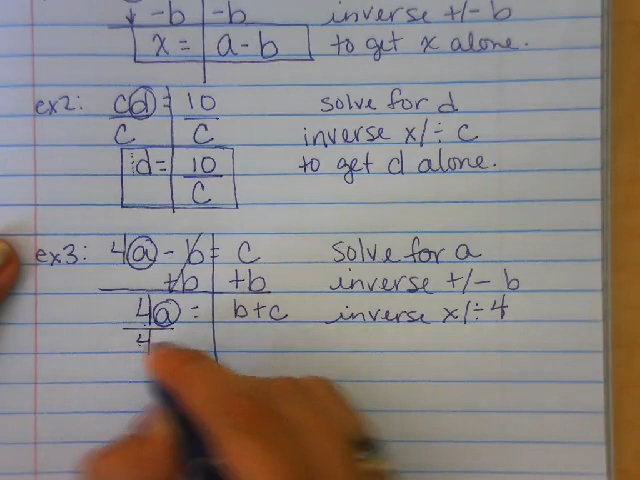 -b | -b inverse +/- b
x = a - b to get x alone.
ex2: cd = 10 solve for d
c c inverse x/÷ c
d = 10 to get d alone.
c
ex3: 4a - b = c solve for a
+b +b inverse +/- b
4a = b+c inverse x/÷ 4
4